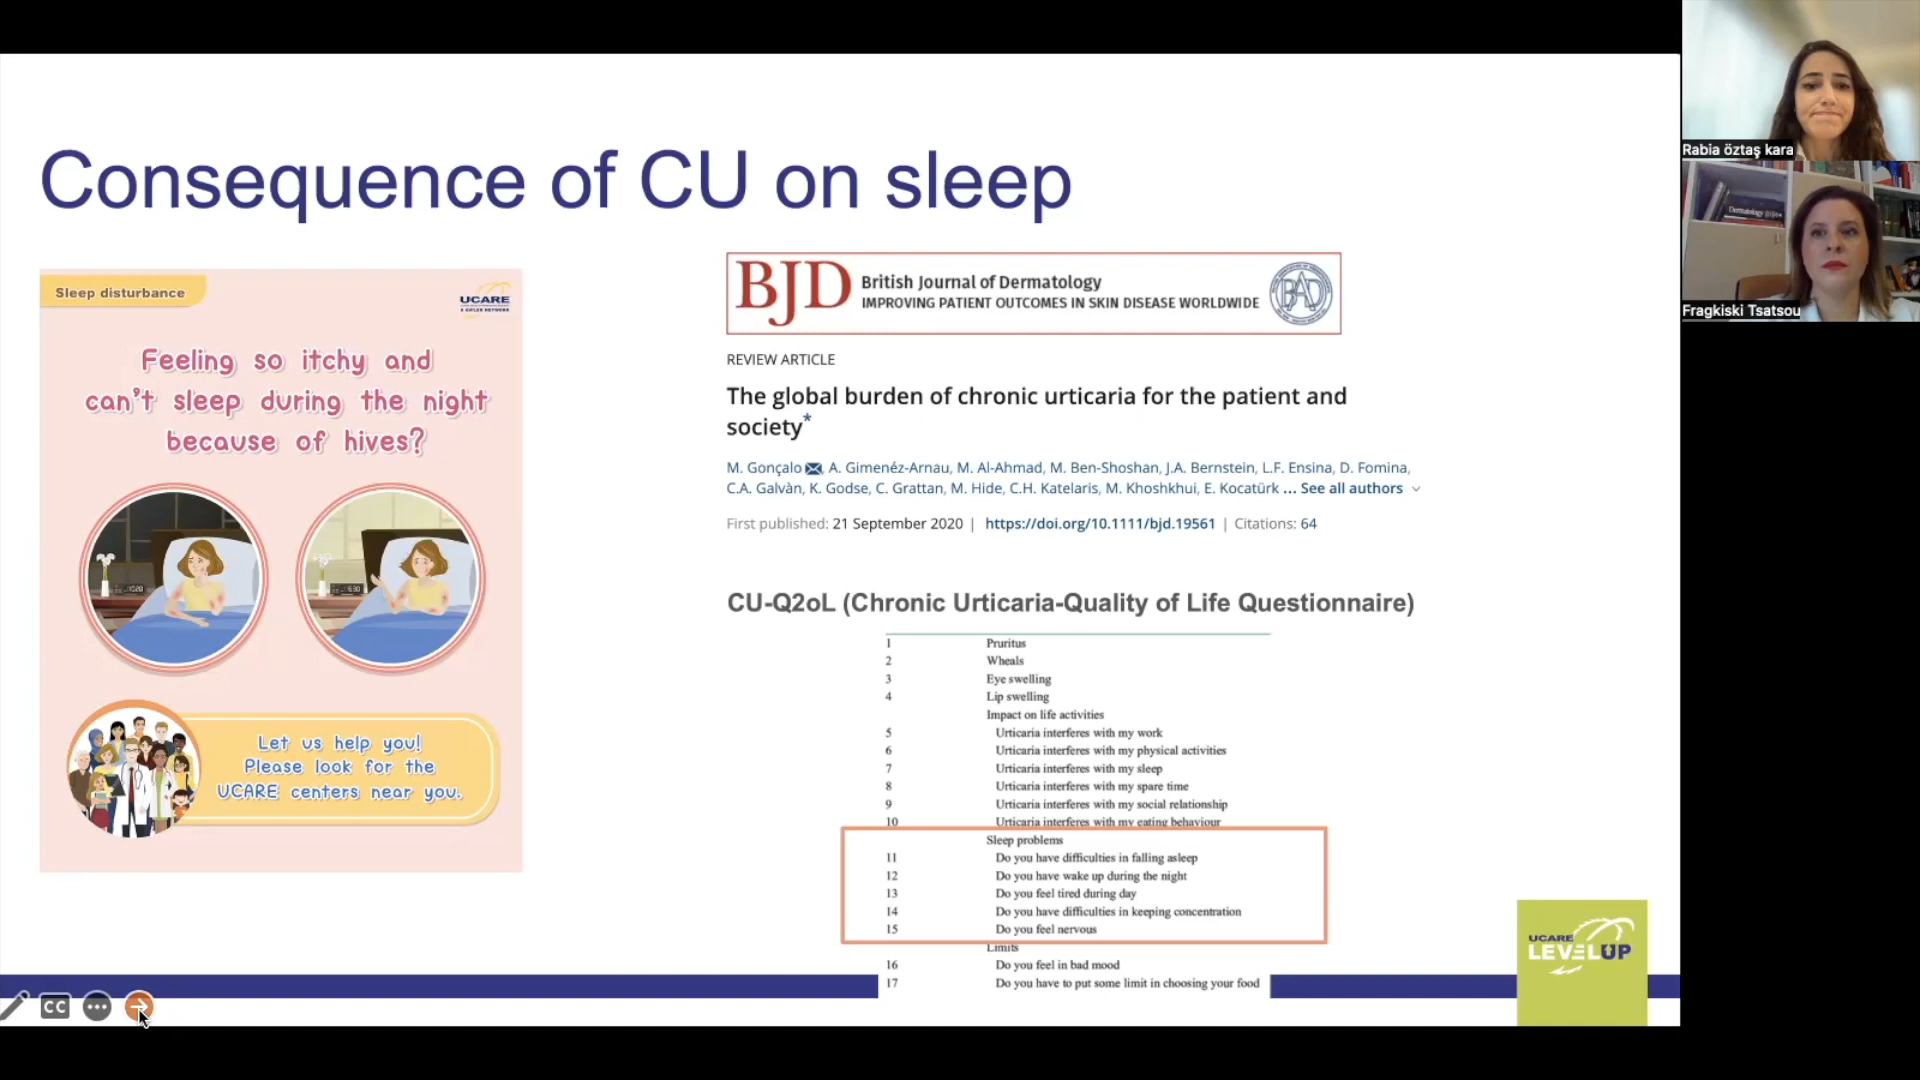 Consequence of CU on sleep
Sleep disturbance
UCARE
Feeling so itchy and
can't sleep during the night
because of hives?
Let us help you!
Please look for the
UCARE centers near you.
BJD
British Journal of Dermatology
IMPROVING PATIENT OUTCOMES IN SKIN DISEASE WORLDWIDE
BAD
REVIEW ARTICLE
The global burden of chronic urticaria for the patient and
society*
M. Gonçalo, A. Gimenéz-Arnau, M. Al-Ahmad, M. Ben-Shoshan, J.A. Bernstein, L.F. Ensina, D. Fomina,
C.A. Galvàn, K. Godse, C. Grattan, M. Hide, C.H. Katelaris, M. Khoshkhui, E. Kocatürk ... See all authors
First published: 21 September 2020 | https://doi.org/10.1111/bjd.19561 | Citations: 64
CU-Q2oL (Chronic Urticaria-Quality of Life Questionnaire)
1 Pruritus
2 Wheals
3 Eye swelling
4 Lip swelling
Impact on life activities
5 Urticaria interferes with my work
6 Urticaria interferes with my physical activities
7 Urticaria interferes with my sleep
8 Urticaria interferes with my spare time
9 Urticaria interferes with my social relationship
10 Urticaria interferes with my eating behaviour
Sleep problems
11 Do you have difficulties in falling asleep
12 Do you have wake up during the night
13 Do you feel tired during day
14 Do you have difficulties in keeping concentration
15 Do you feel nervous
Limits
16 Do you feel in bad mood
17 Do you have to put some limit in choosing your food
UCARE
LEVEL UP
CC
Rabia öztaş kara
Dermatology
Fragkiski Tsatsou